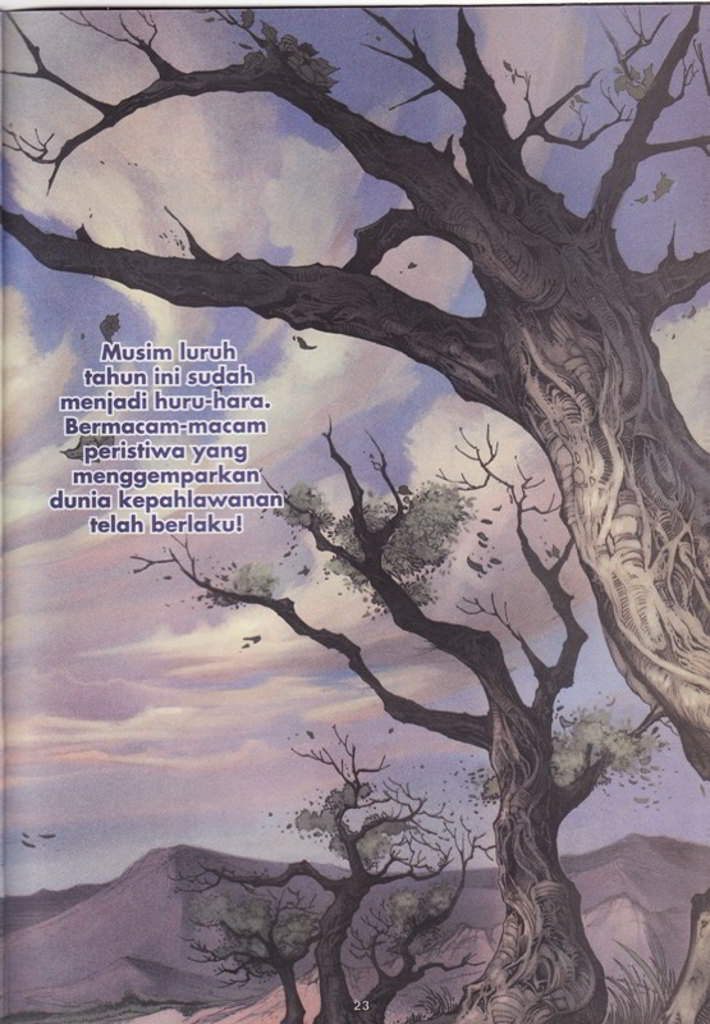 Musim luruh
tahun ini sudah
menjadi huru-hara.
Bermacam-macam
peristiwa yang
menggemparkan
dunia kepahlawanan
telah berlaku!
23